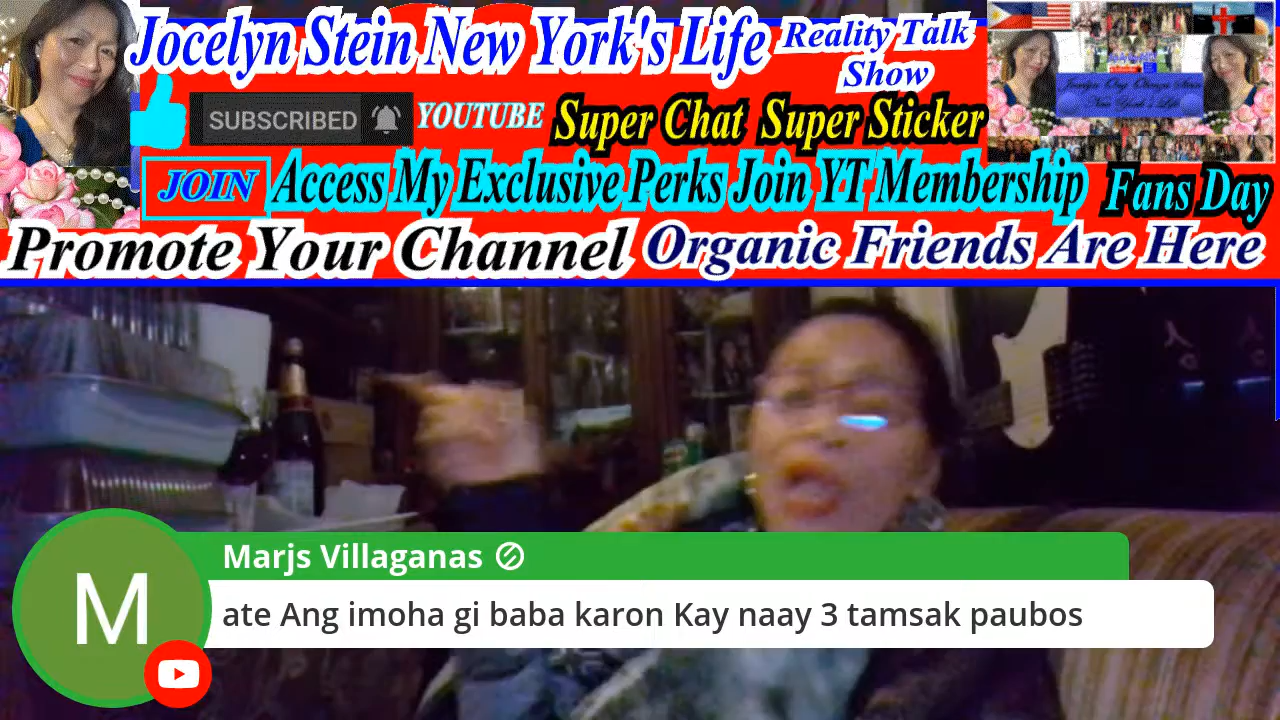 Jocelyn Stein New York's Life
Reality Talk
Show
SUBSCRIBED
YOUTUBE
Super Chat Super Sticker
JOIN
Access My Exclusive Perks Join YT Membership
Fans Day
Promote Your Channel
Organic Friends Are Here
Marjs Villaganas
M
ate Ang imoha gi baba karon Kay naay 3 tamsak paubos